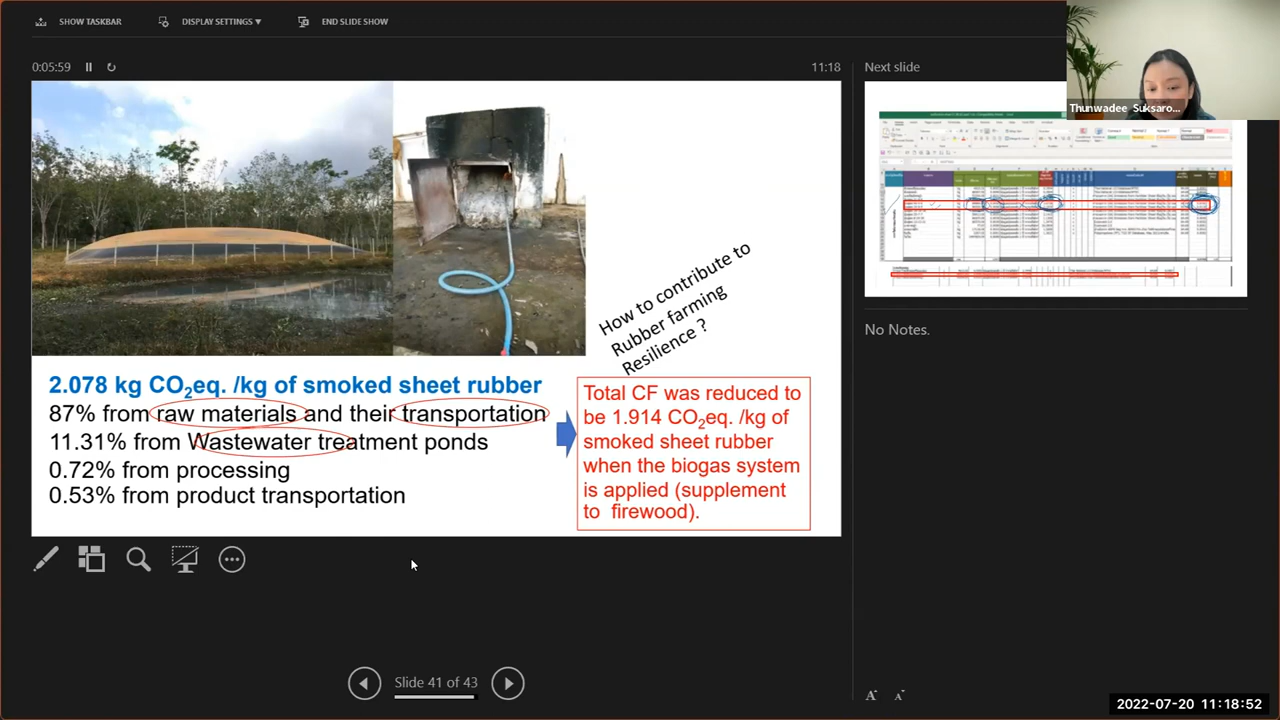 SHOW TASKBAR
DISPLAY SETTINGS ▼
END SLIDE SHOW
0:05:59
11:18
Next slide
Thunwadee Suksaro...
How to contribute to
Rubber farming
Resilience ?
No Notes.
2.078 kg CO₂eq. /kg of smoked sheet rubber
87% from raw materials and their transportation
11.31% from Wastewater treatment ponds
0.72% from processing
0.53% from product transportation
Total CF was reduced to
be 1.914 CO₂eq. /kg of
smoked sheet rubber
when the biogas system
is applied (supplement
to firewood).
Slide 41 of 43
A A
2022-07-20 11:18:52